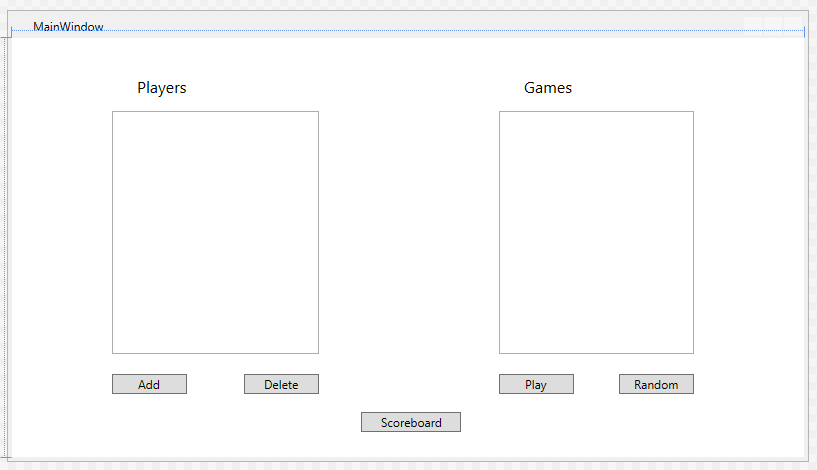 MainWindow
Players
Games
Add
Delete
Play
Random
Scoreboard